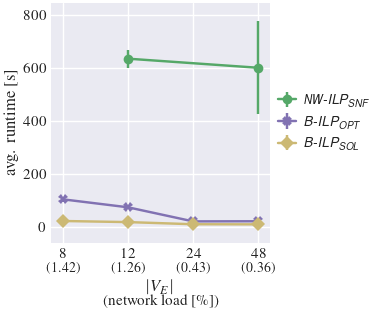 800
600
400
200
0
avg. runtime [s]
8 12 24 48
(1.42) (1.26) (0.43) (0.36)
|V_E|
(network load [%])
NW-ILP_SNF
B-ILP_OPT
B-ILP_SOL